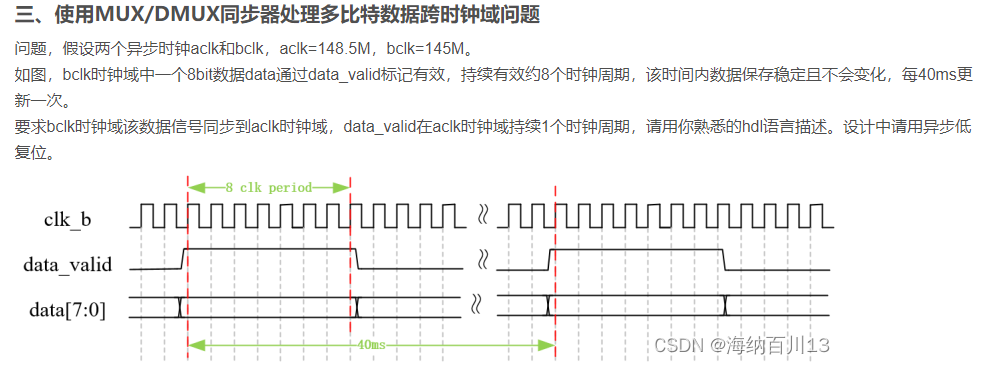 三、使用MUX/DMUX同步器处理多比特数据跨时钟域问题
问题，假设两个异步时钟aclk和bclk，aclk=148.5M，bclk=145M。
如图，bclk时钟域中一个8bit数据data通过data_valid标记有效，持续有效约8个时钟周期，该时间内数据保存稳定且不会变化，每40ms更
新一次。
要求bclk时钟域该数据信号同步到aclk时钟域，data_valid在aclk时钟域持续1个时钟周期，请用你熟悉的hdl语言描述。设计中请用异步低
复位。
8 clk period
clk_b
data_valid
data[7:0]
40ms
CSDN @海纳百川13